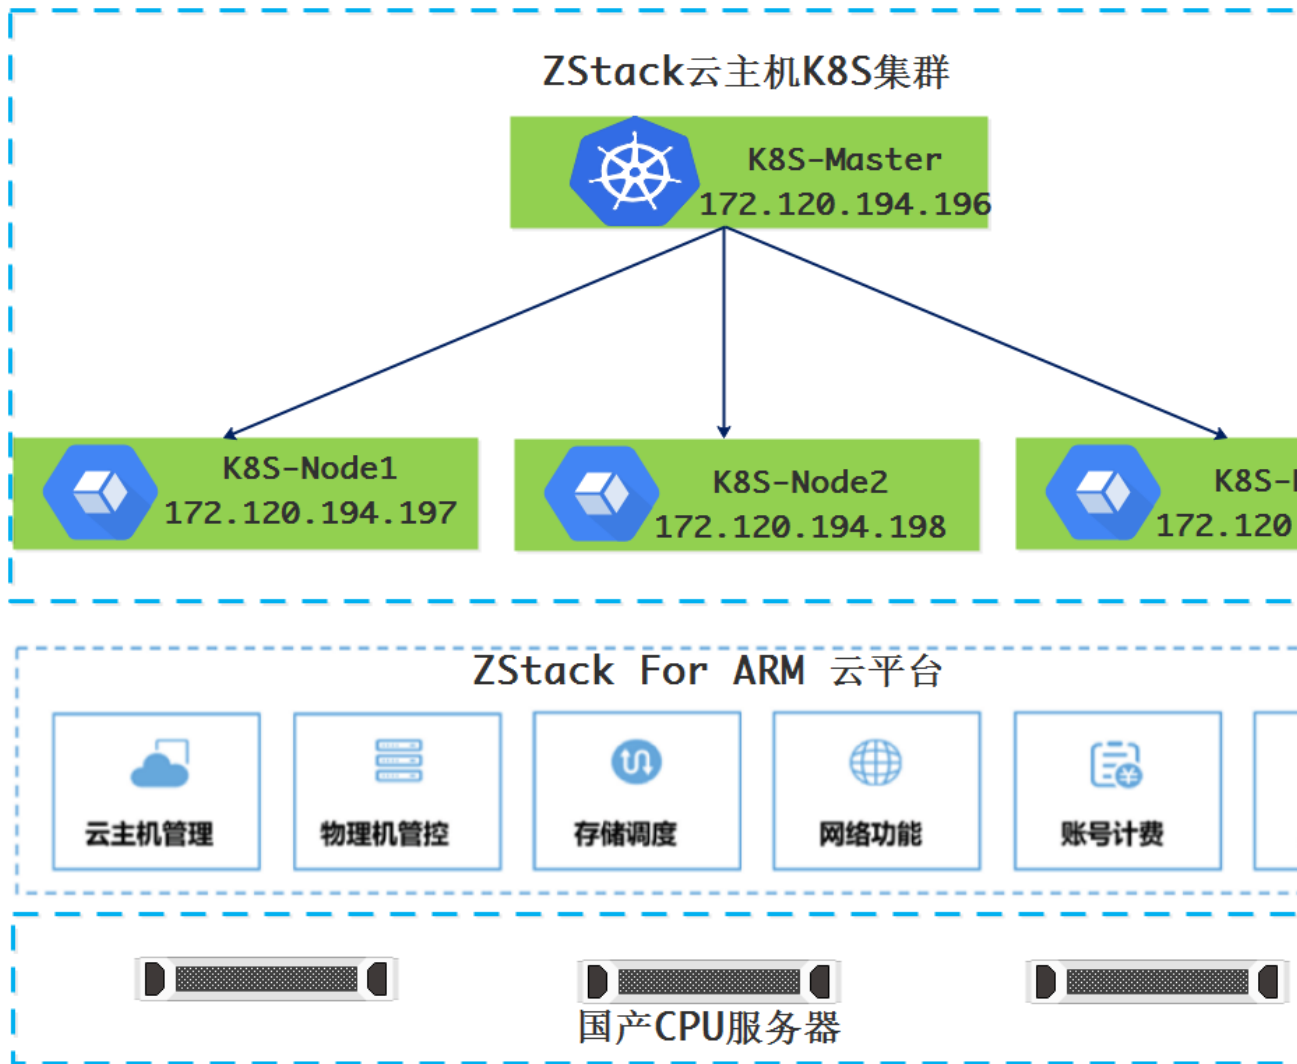 ZStack云主机K8S集群
K8S-Master
172.120.194.196
K8S-Node1
172.120.194.197
K8S-Node2
172.120.194.198
K8S-
172.120
ZStack For ARM 云平台
云主机管理
物理机管控
存储调度
网络功能
账号计费
国产CPU服务器